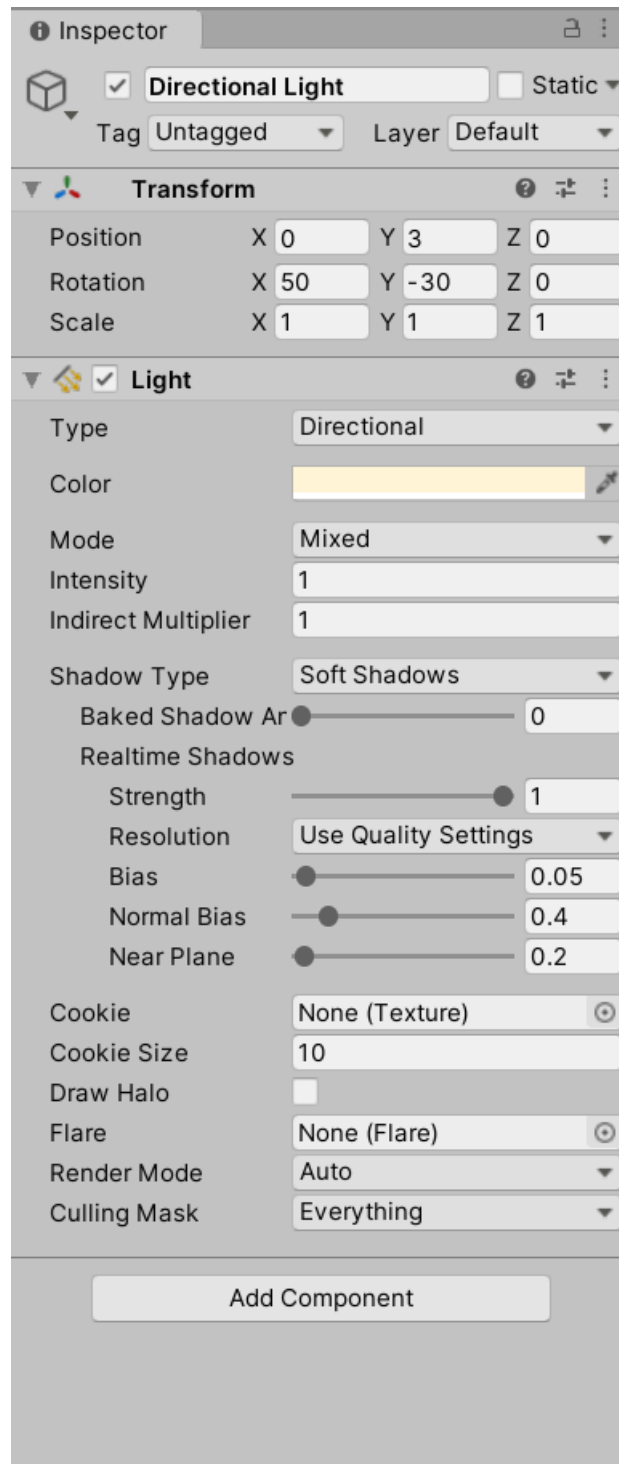 Inspector
Directional Light Static
Tag Untagged Layer Default
Transform
Position X 0 Y 3 Z 0
Rotation X 50 Y -30 Z 0
Scale X 1 Y 1 Z 1
Light
Type Directional
Color
Mode Mixed
Intensity 1
Indirect Multiplier 1
Shadow Type Soft Shadows
Baked Shadow Ar 0
Realtime Shadows
Strength 1
Resolution Use Quality Settings
Bias 0.05
Normal Bias 0.4
Near Plane 0.2
Cookie None (Texture)
Cookie Size 10
Draw Halo
Flare None (Flare)
Render Mode Auto
Culling Mask Everything
Add Component